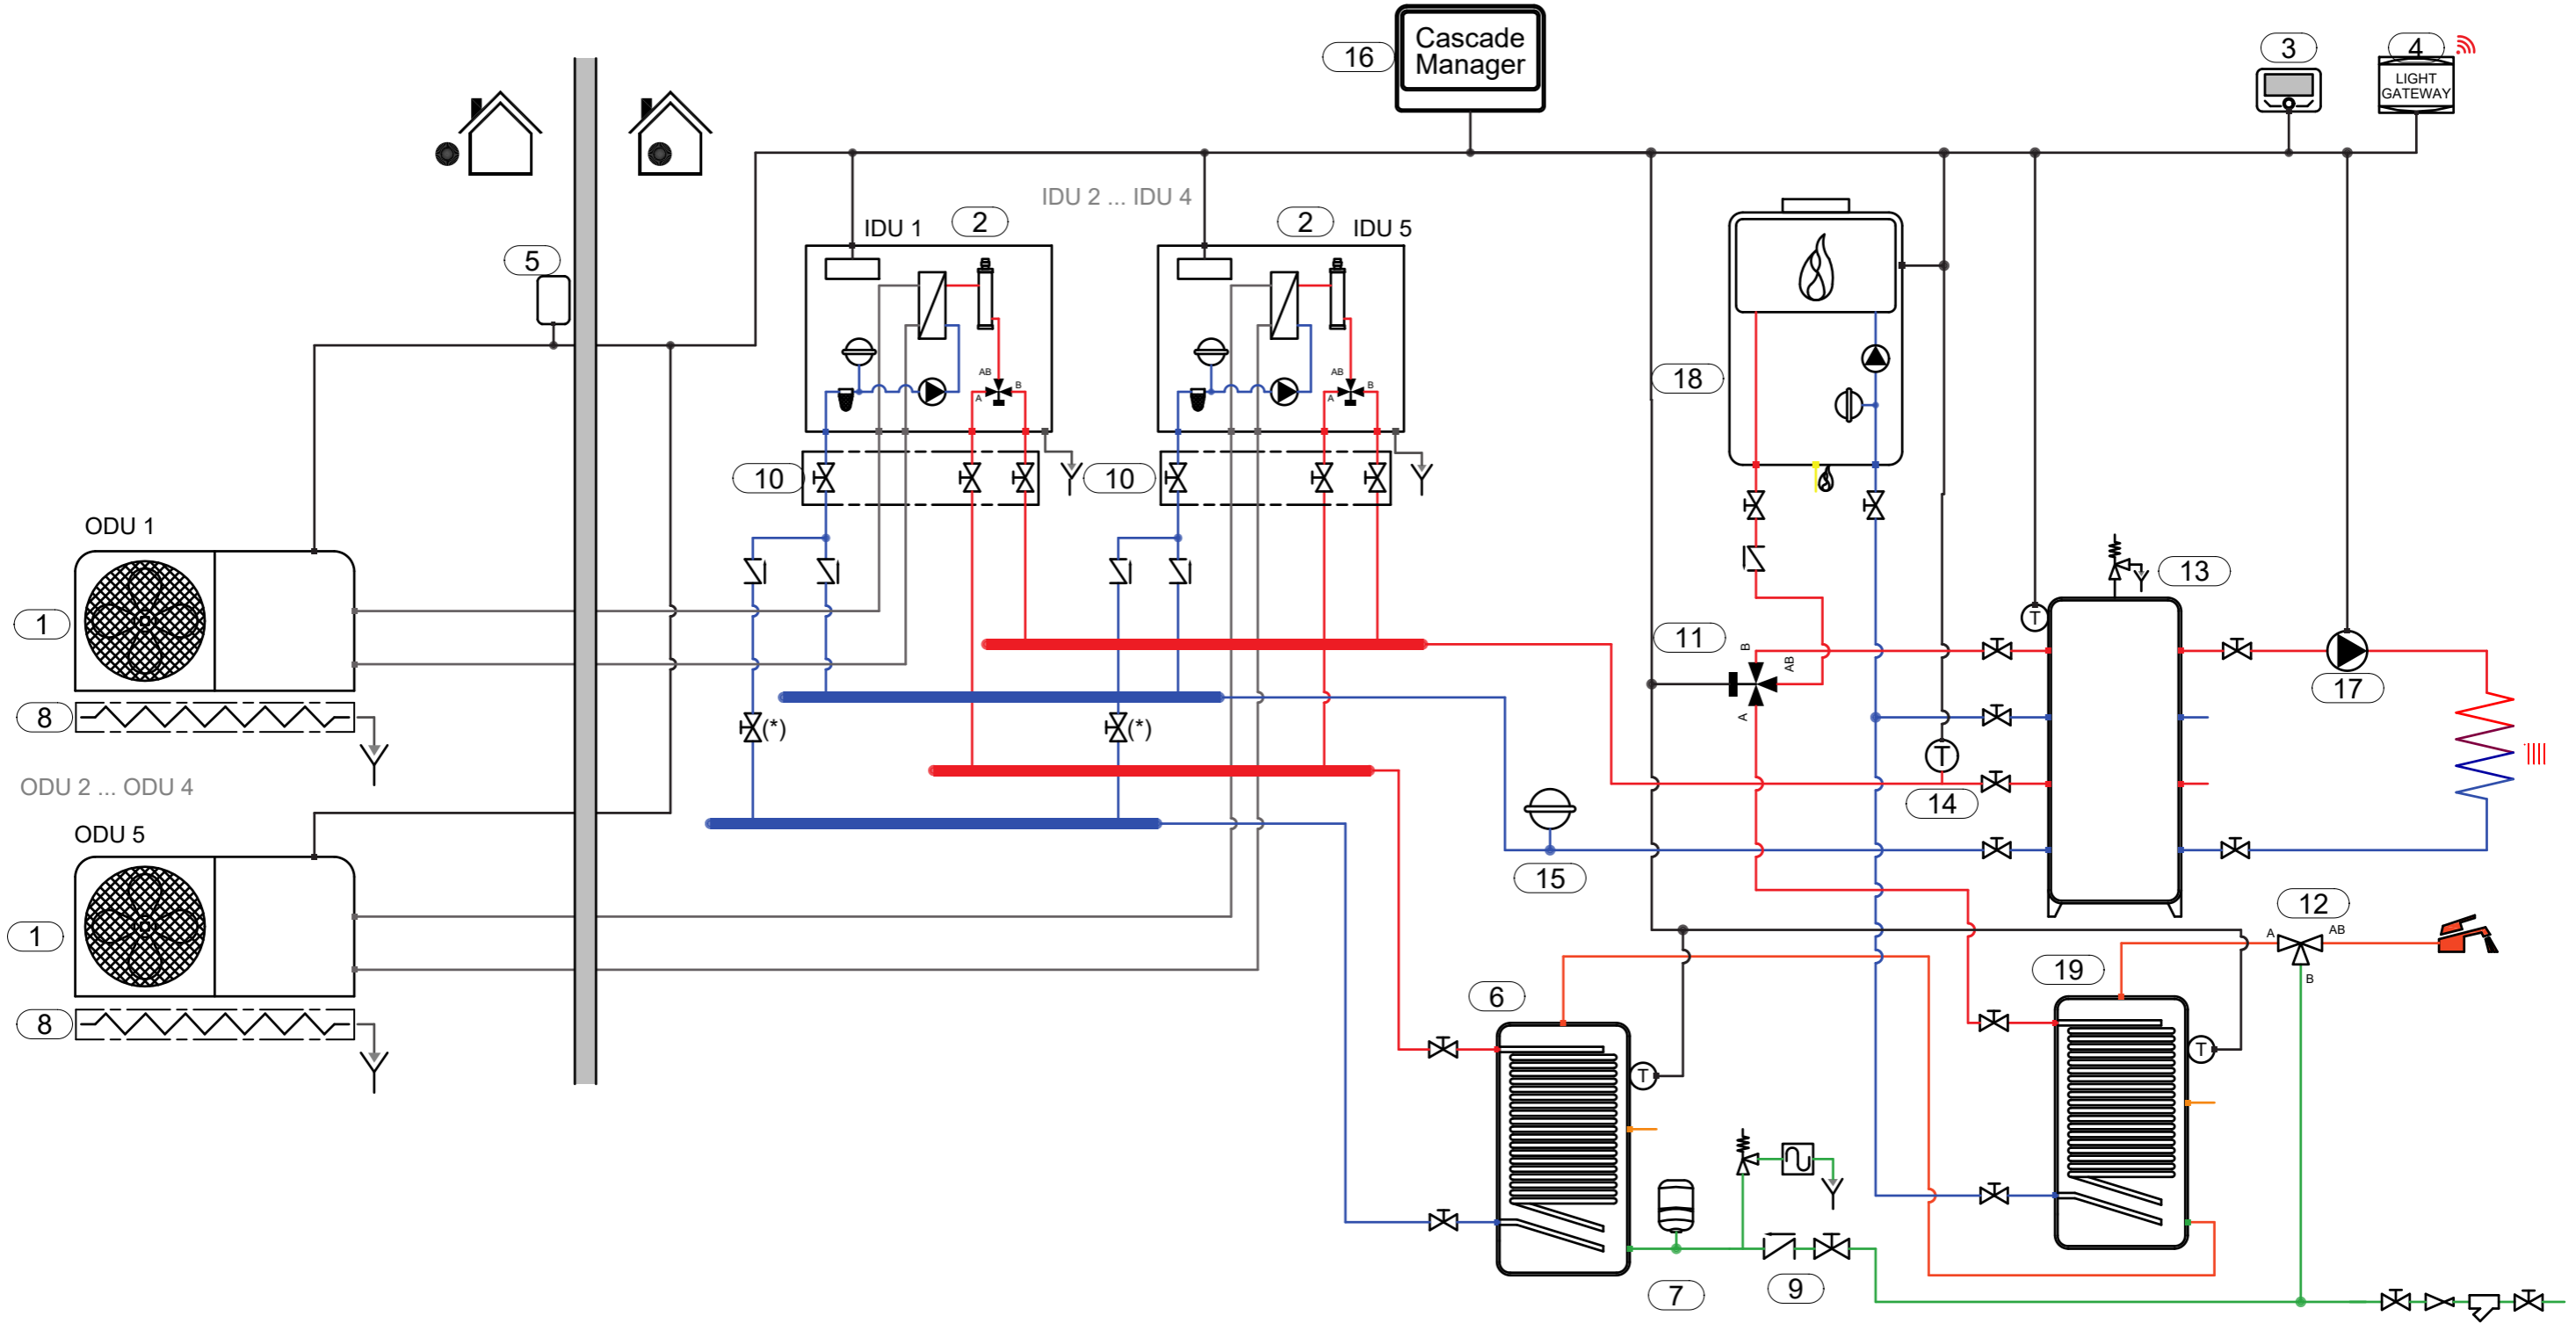 16
Cascade
Manager
3
4
LIGHT
GATEWAY
IDU 2 ... IDU 4
IDU 1
2
2
IDU 5
5
AB
A
B
AB
A
B
18
10
10
ODU 1
13
T
1
11
B
AB
A
17
8
(*)
(*)
T
14
ODU 2 ... ODU 4
ODU 5
15
12
A
AB
B
1
6
19
8
T
T
7
9